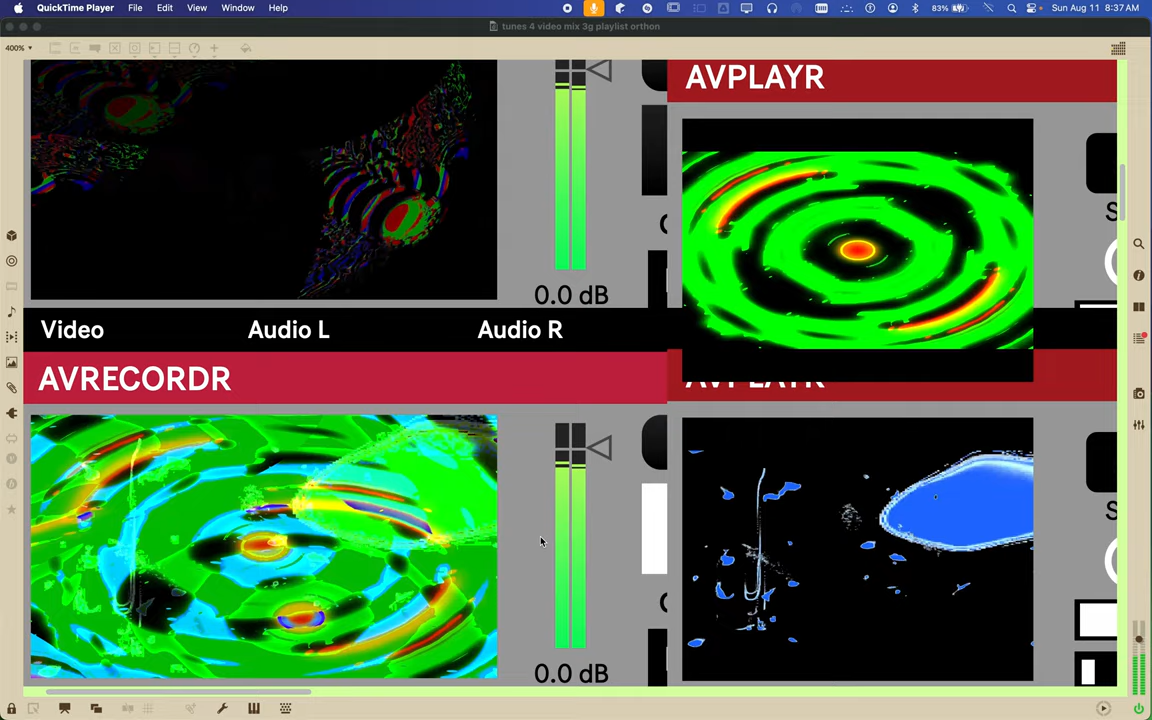 QuickTime Player File Edit View Window Help
83% Sun Aug 11 8:37 AM
tunes 4 video mix 3g playlist orthon
400%
AVPLAYR
S
0.0 dB
Video Audio L Audio R
AVRECORDR
AVPLAYR
S
0.0 dB